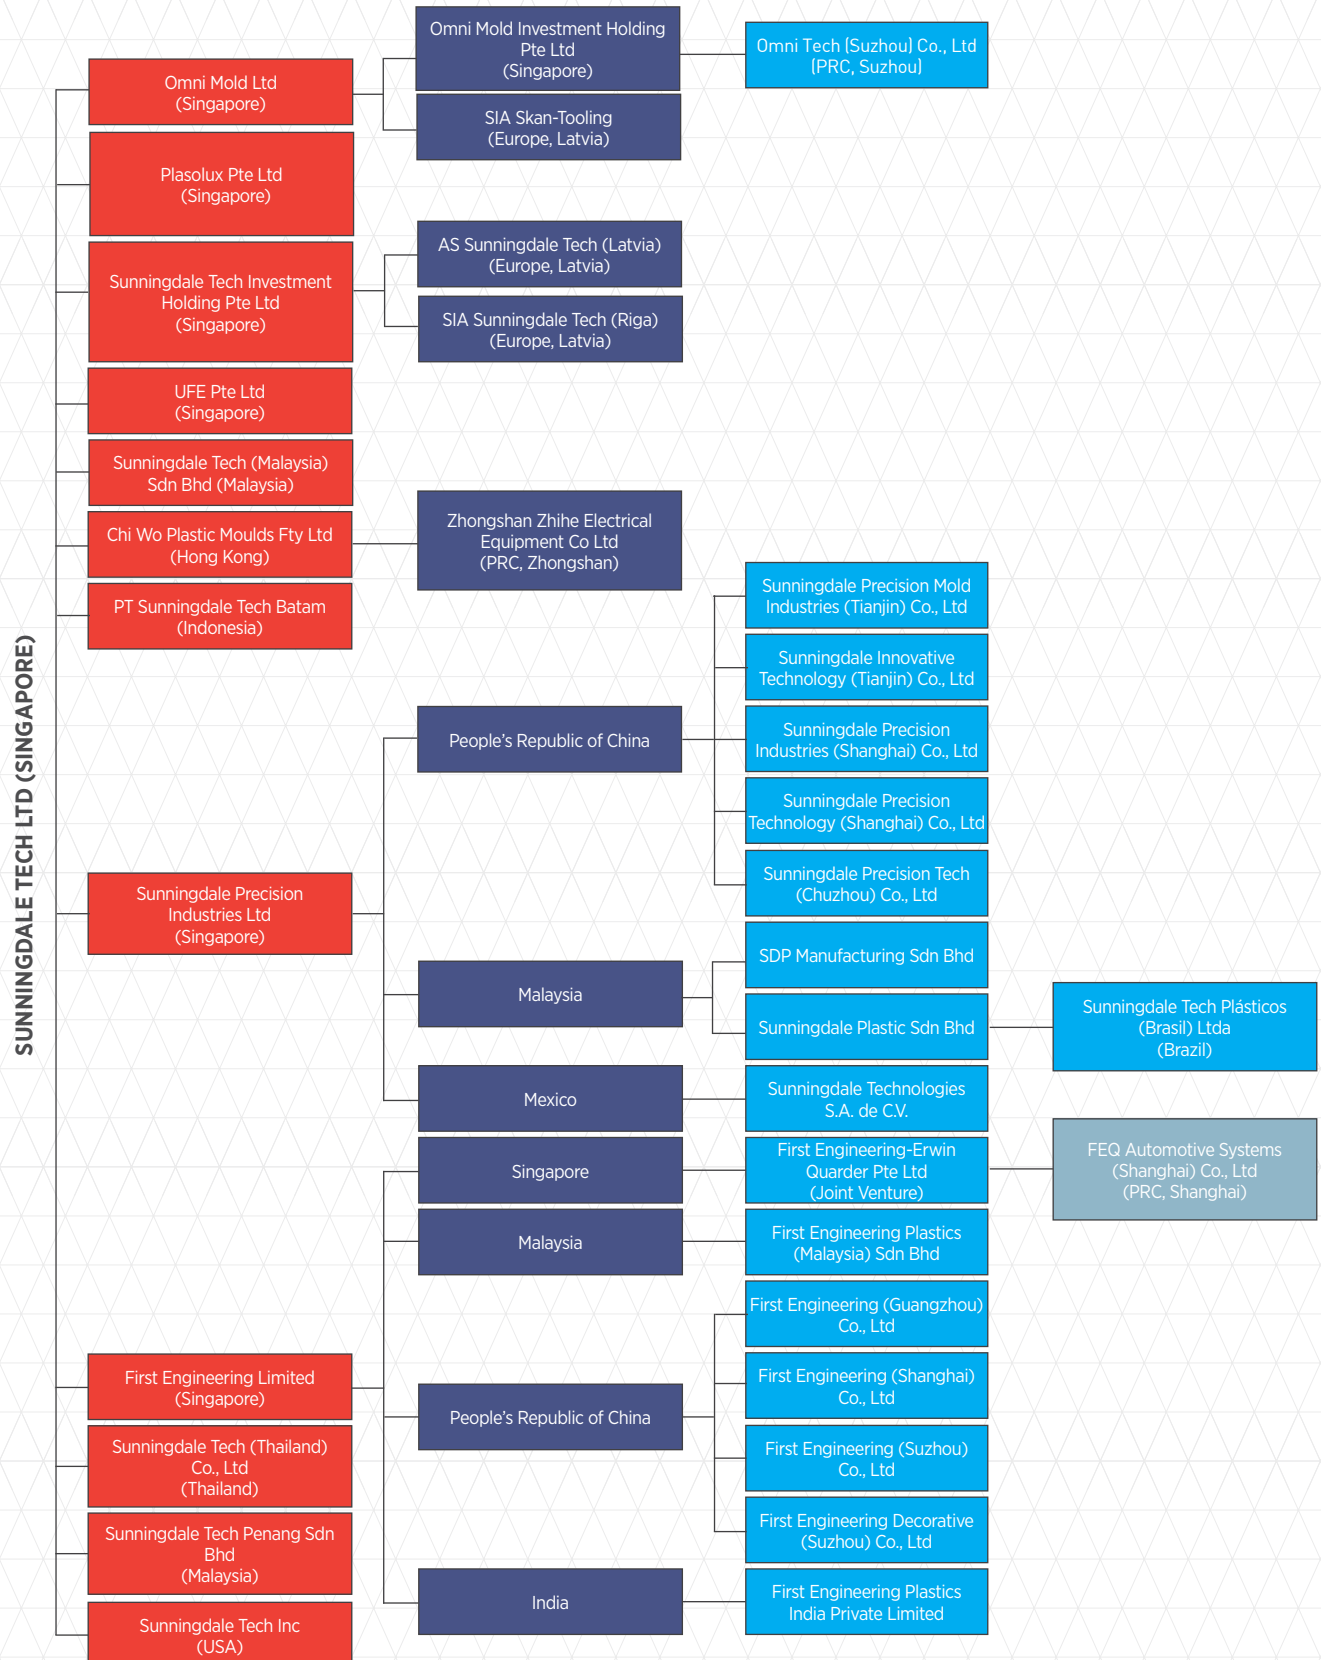 SUNNINGDALE TECH LTD (SINGAPORE)
Omni Mold Ltd
(Singapore)
Plasolux Pte Ltd
(Singapore)
Sunningdale Tech Investment
Holding Pte Ltd
(Singapore)
UFE Pte Ltd
(Singapore)
Sunningdale Tech (Malaysia)
Sdn Bhd (Malaysia)
Chi Wo Plastic Moulds Fty Ltd
(Hong Kong)
PT Sunningdale Tech Batam
(Indonesia)
Sunningdale Precision
Industries Ltd
(Singapore)
First Engineering Limited
(Singapore)
Sunningdale Tech (Thailand)
Co., Ltd
(Thailand)
Sunningdale Tech Penang Sdn
Bhd
(Malaysia)
Sunningdale Tech Inc
(USA)
Omni Mold Investment Holding
Pte Ltd
(Singapore)
SIA Skan-Tooling
(Europe, Latvia)
AS Sunningdale Tech (Latvia)
(Europe, Latvia)
SIA Sunningdale Tech (Riga)
(Europe, Latvia)
Zhongshan Zhihe Electrical
Equipment Co Ltd
(PRC, Zhongshan)
People's Republic of China
Malaysia
Mexico
Singapore
Malaysia
People's Republic of China
India
Omni Tech (Suzhou) Co., Ltd
(PRC, Suzhou)
Sunningdale Precision Mold
Industries (Tianjin) Co., Ltd
Sunningdale Innovative
Technology (Tianjin) Co., Ltd
Sunningdale Precision
Industries (Shanghai) Co., Ltd
Sunningdale Precision
Technology (Shanghai) Co., Ltd
Sunningdale Precision Tech
(Chuzhou) Co., Ltd
SDP Manufacturing Sdn Bhd
Sunningdale Plastic Sdn Bhd
Sunningdale Technologies
S.A. de C.V.
First Engineering-Erwin
Quarder Pte Ltd
(Joint Venture)
First Engineering Plastics
(Malaysia) Sdn Bhd
First Engineering (Guangzhou)
Co., Ltd
First Engineering (Shanghai)
Co., Ltd
First Engineering (Suzhou)
Co., Ltd
First Engineering Decorative
(Suzhou) Co., Ltd
First Engineering Plastics
India Private Limited
Sunningdale Tech Plásticos
(Brasil) Ltda
(Brazil)
FEQ Automotive Systems
(Shanghai) Co., Ltd
(PRC, Shanghai)